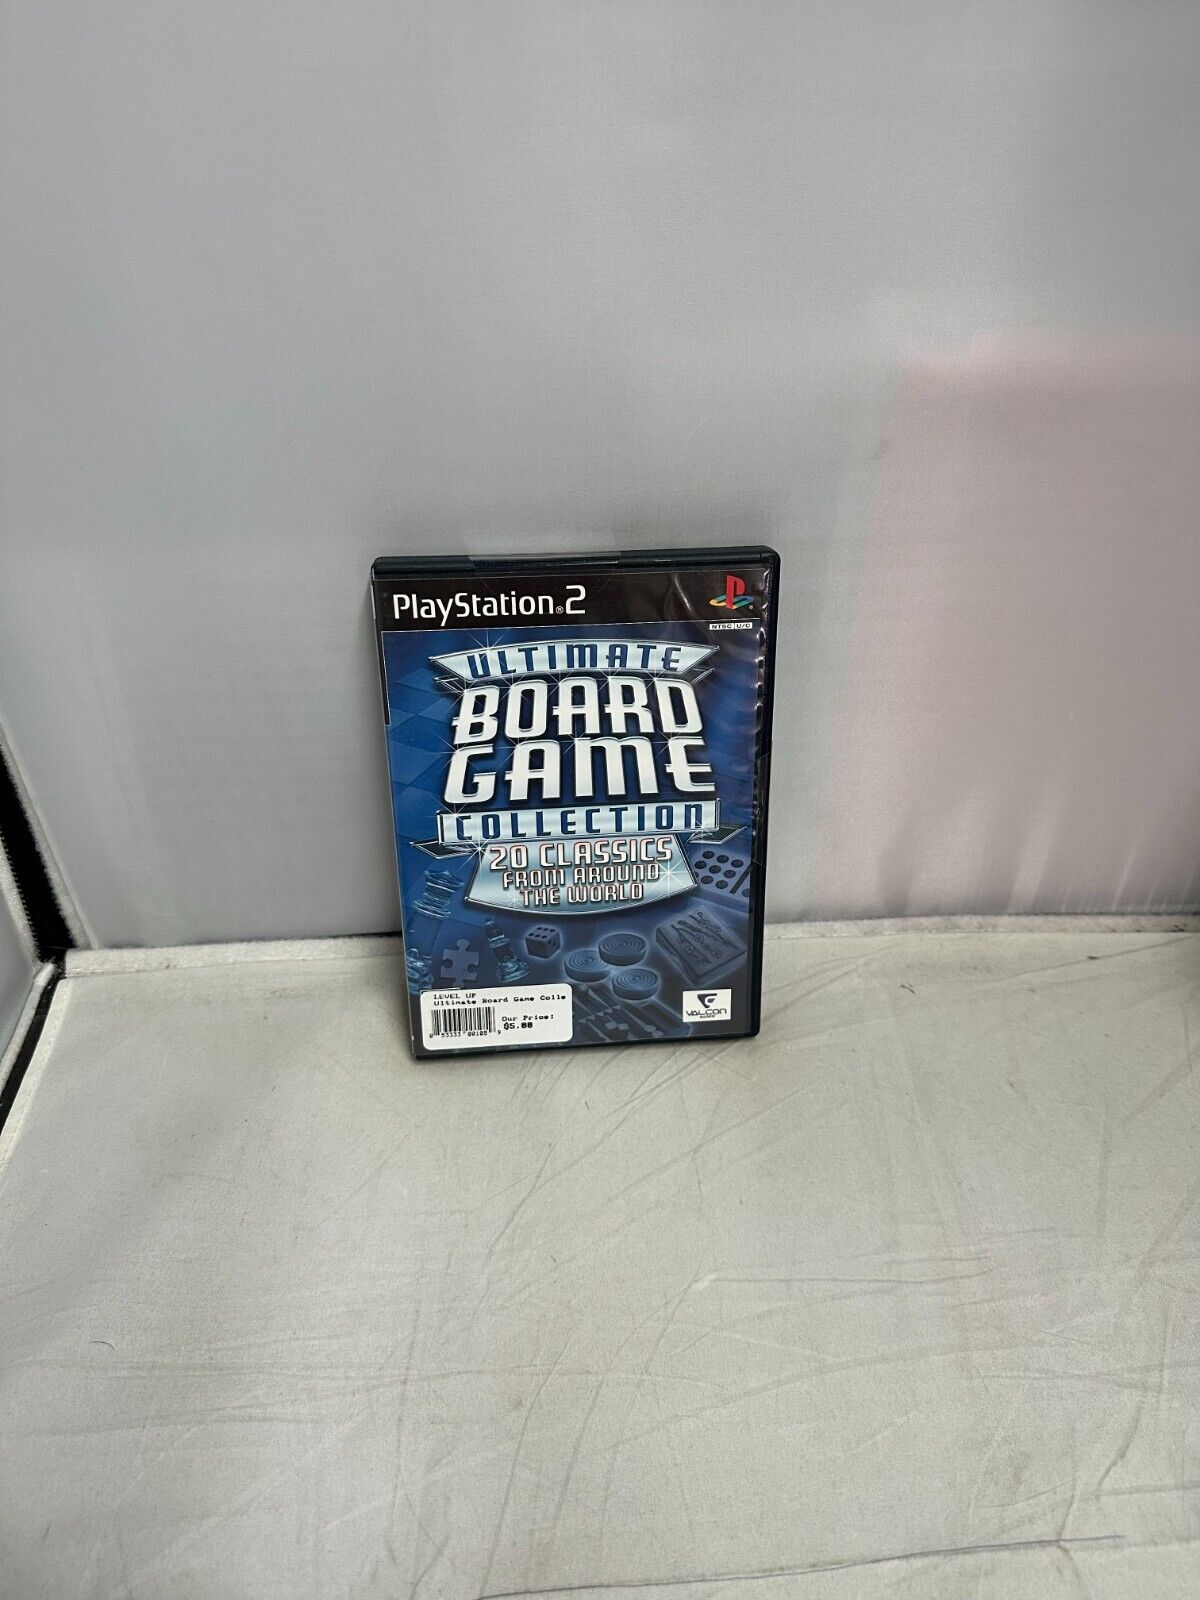 PlayStation®2
NTSC U/C
ULTIMATE
BOARD
GAME
COLLECTION
20 CLASSICS
FROM AROUND
THE WORLD
LEVEL UP
Ultimate Board Game Colle
Our Price:
$5.00
VALCON
GAMES